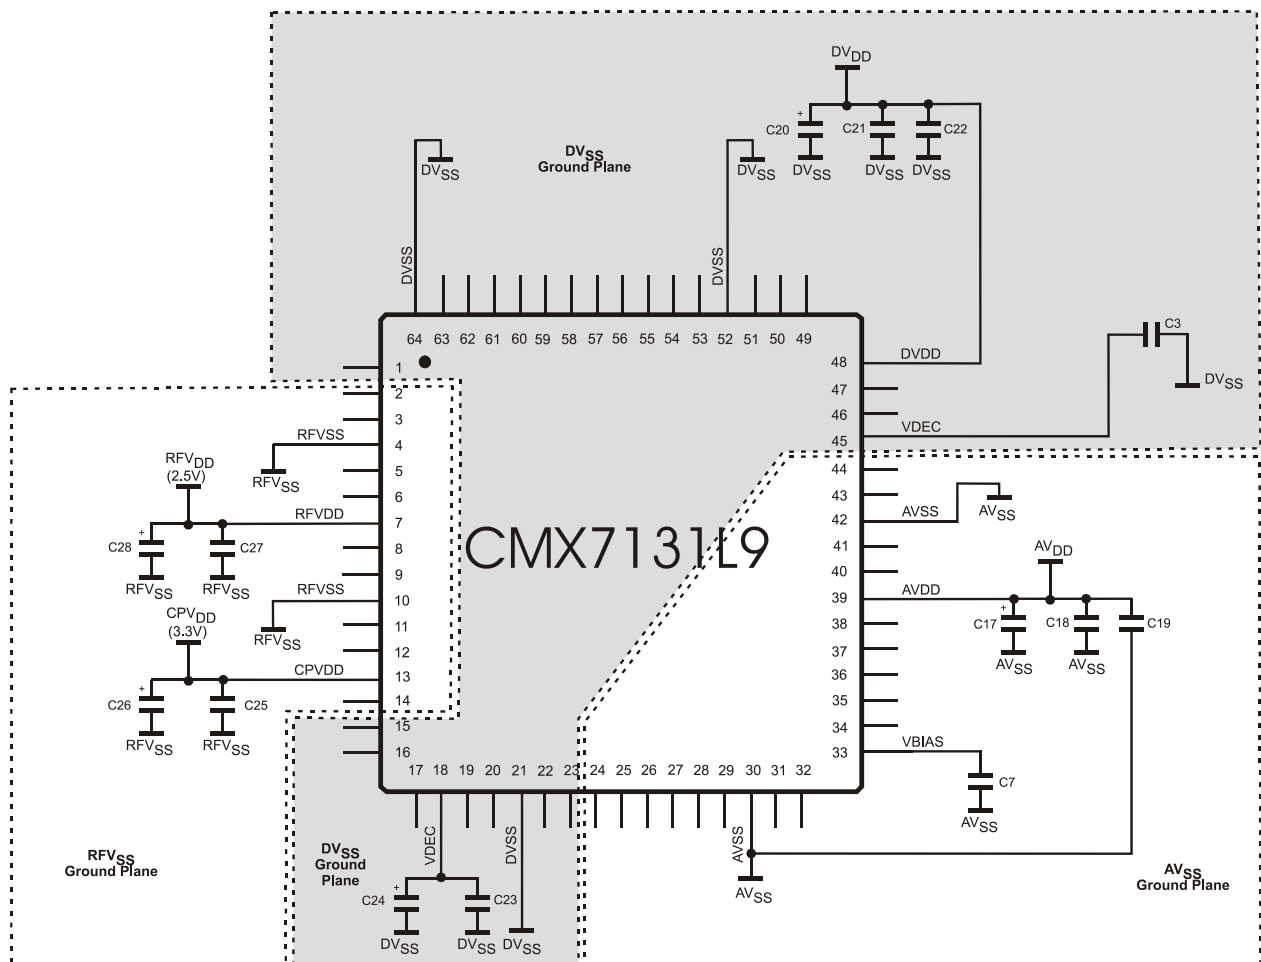 DVDD
C20
C21
C22
DVSS
DVSS
DVSS
DVSS
Ground Plane
DVSS
DVSS
DVSS
DVSS
64
63
62
61
60
59
58
57
56
55
54
53
52
51
50
49
C3
DVSS
1
2
3
4
5
6
7
8
9
10
11
12
13
14
15
16
48
47
46
45
44
43
42
41
40
39
38
37
36
35
34
33
DVDD
VDEC
RFVSS
RFVSS
RFVDD
(2.5V)
RFVDD
+
C28
C27
RFVSS
RFVSS
RFVSS
RFVSS
CPVDD
(3.3V)
CPVDD
+
C26
C25
RFVSS
RFVSS
CMX7131L9
AVSS
AVSS
AVDD
AVDD
+
C17
C18
C19
AVSS
AVSS
VBIAS
C7
AVSS
17
18
19
20
21
22
23
24
25
26
27
28
29
30
31
32
VDEC
DVSS
AVSS
RFVSS
Ground Plane
DVSS
Ground
Plane
+
C24
C23
DVSS
DVSS
DVSS
AVSS
AVSS
Ground Plane
+